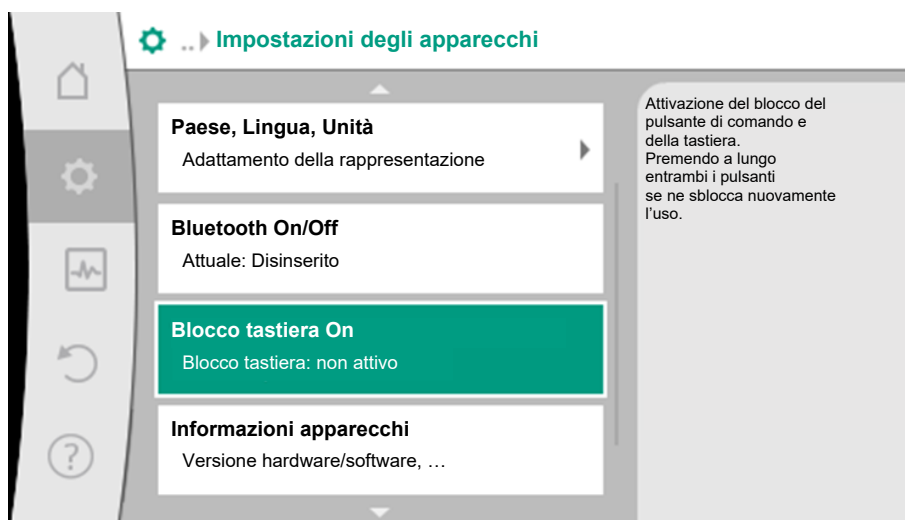 .. Impostazioni degli apparecchi
Paese, Lingua, Unità
Adattamento della rappresentazione
Bluetooth On/Off
Attuale: Disinserito
Blocco tastiera On
Blocco tastiera: non attivo
Informazioni apparecchi
Versione hardware/software, …
Attivazione del blocco del
pulsante di comando e
della tastiera.
Premendo a lungo
entrambi i pulsanti
se ne sblocca nuovamente
l’uso.
?